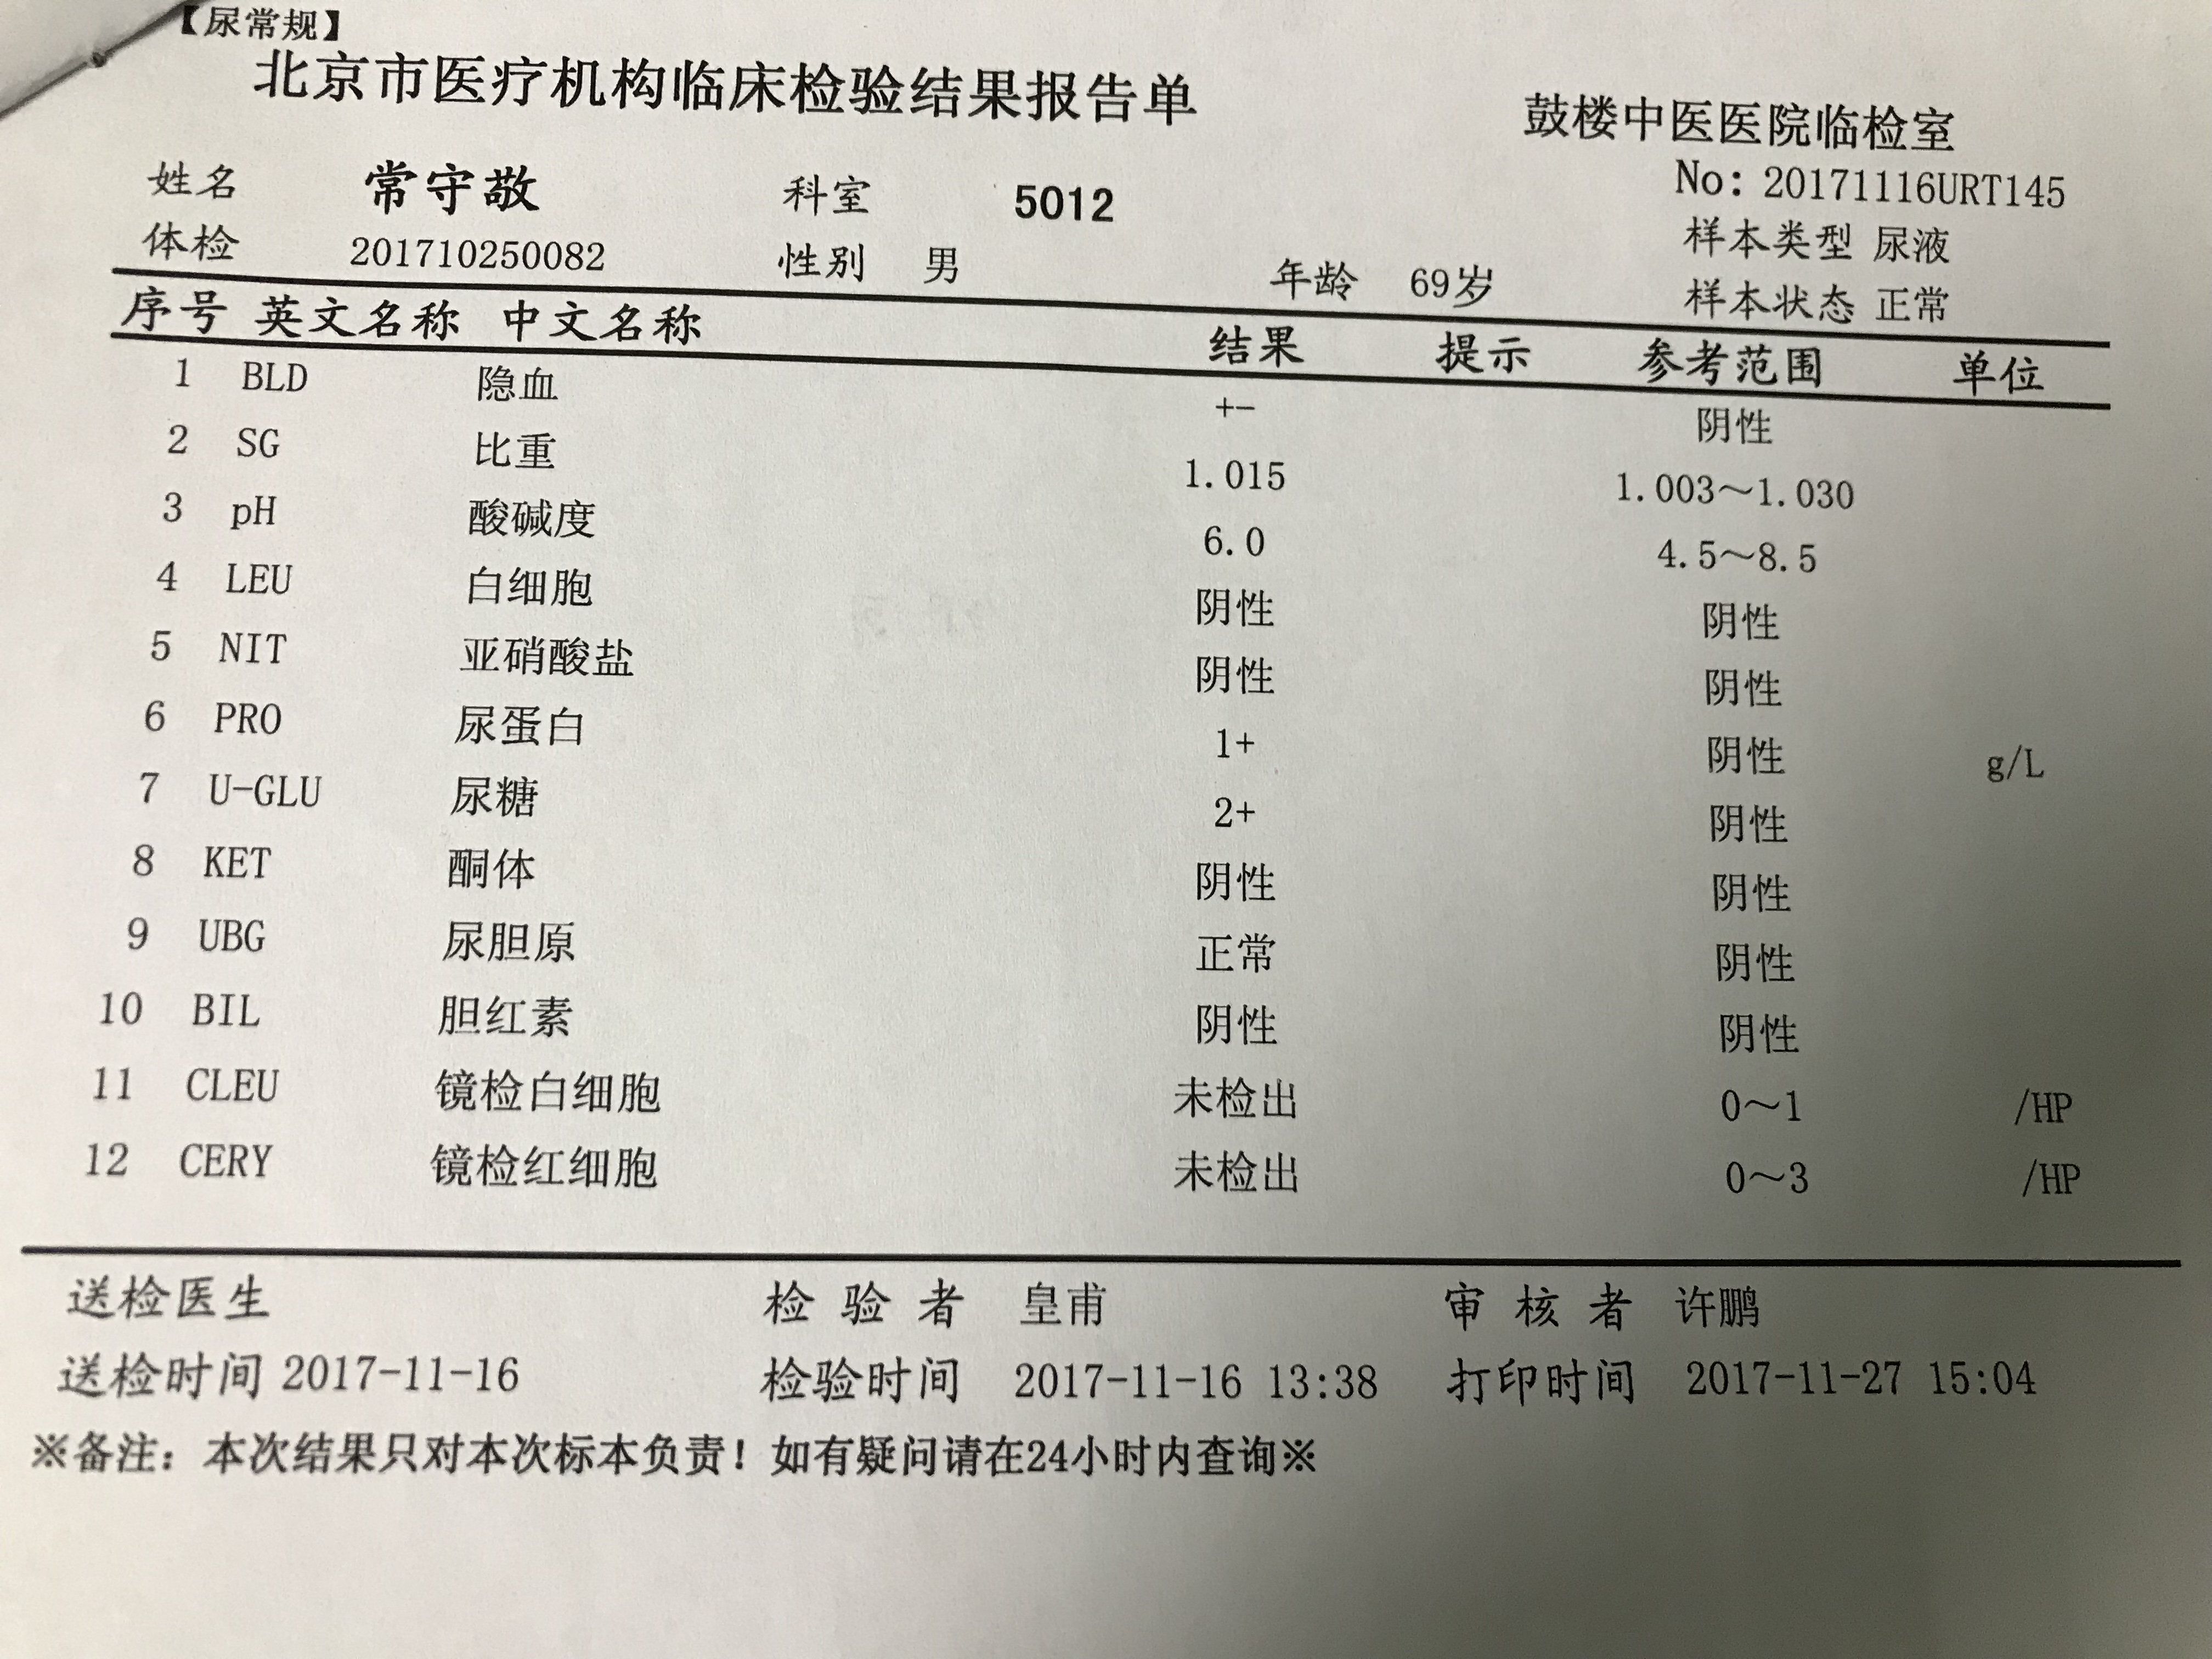 【尿常规】
北京市医疗机构临床检验结果报告单
鼓楼中医医院临检室
姓名 常守敬 科室 5012 No: 20171116URT145
体检 201710250082 性别 男 年龄 69岁 样本类型 尿液
样本状态 正常
序号 英文名称 中文名称 结果 提示 参考范围 单位
1 BLD 隐血 +- 阴性
2 SG 比重 1.015 1.003~1.030
3 pH 酸碱度 6.0 4.5~8.5
4 LEU 白细胞 阴性 阴性
5 NIT 亚硝酸盐 阴性 阴性
6 PRO 尿蛋白 1+ 阴性 g/L
7 U-GLU 尿糖 2+ 阴性
8 KET 酮体 阴性 阴性
9 UBG 尿胆原 正常 阴性
10 BIL 胆红素 阴性 阴性
11 CLEU 镜检白细胞 未检出 0~1 /HP
12 CERY 镜检红细胞 未检出 0~3 /HP
送检医生 检验者 皇甫 审核者 许鹏
送检时间 2017-11-16 检验时间 2017-11-16 13:38 打印时间 2017-11-27 15:04
※备注：本次结果只对本次标本负责！如有疑问请在24小时内查询※